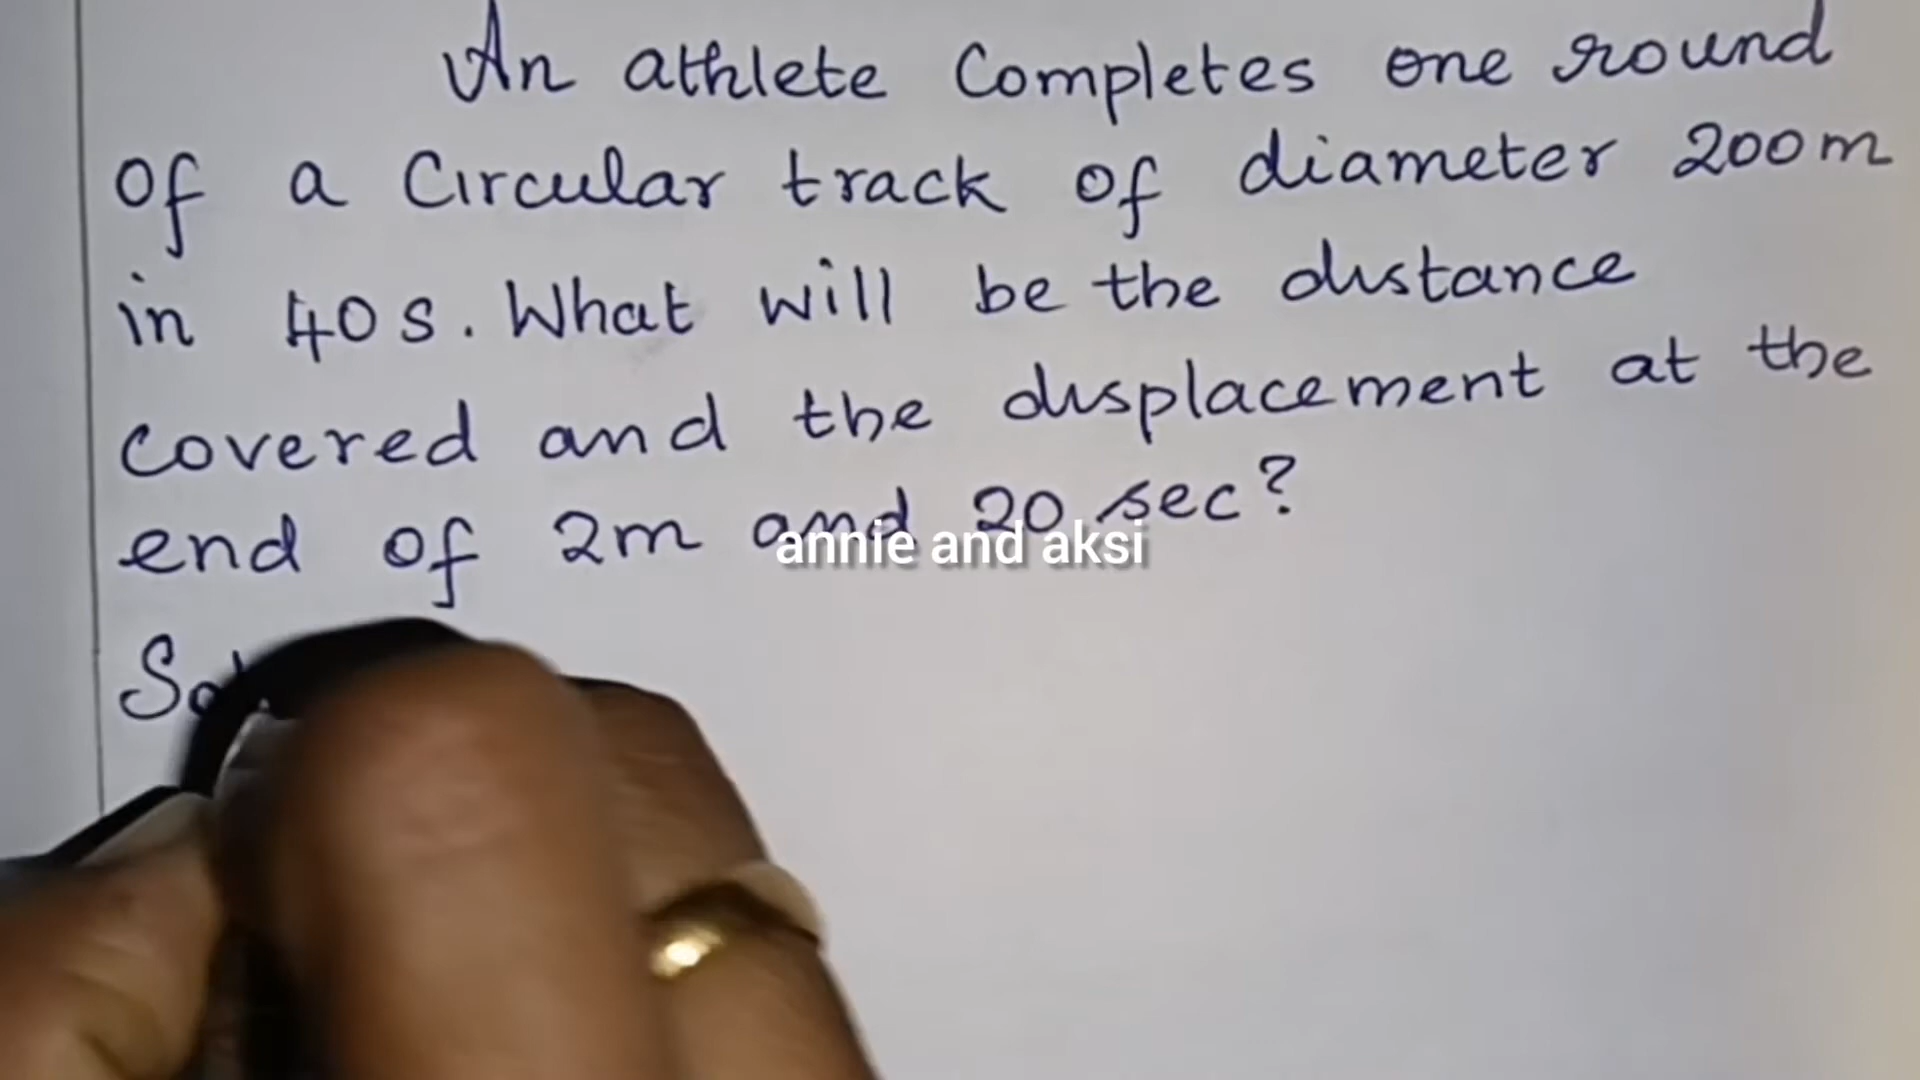 An athlete Completes one round
of a Circular track of diameter 200m
in 40s. What will be the distance
covered and the displacement at the
end of 2m and 20 sec?
annie and aksi